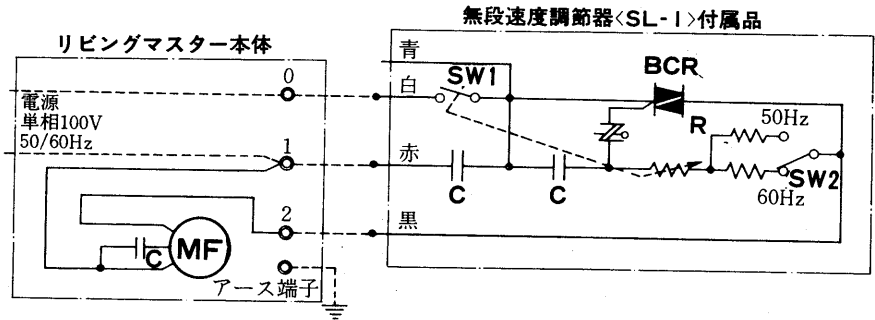 無段速度調節器〈SL-1〉付属品
リビングマスター本体
青
0
白
SW1
BCR
電源
単相100V
50/60Hz
R
50Hz
1
赤
C
C
60Hz
SW2
2
黒
MF
C
アース端子